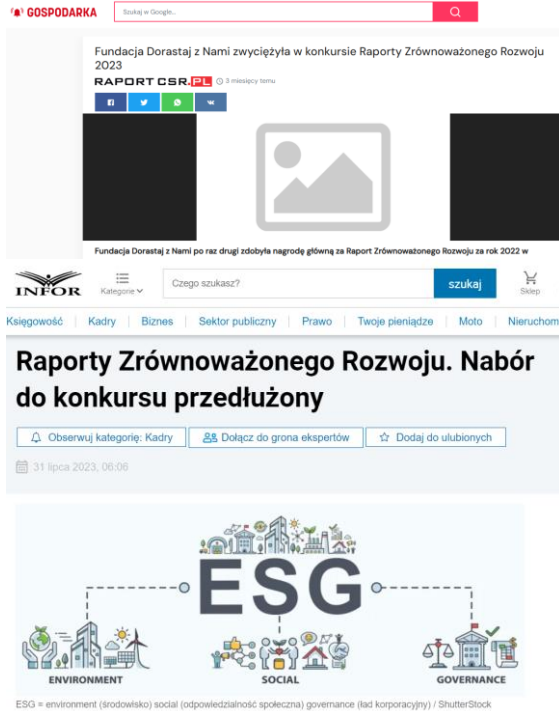 GOSPODARKA
Szukaj w Google...
Fundacja Dorastaj z Nami zwyciężyła w konkursie Raporty Zrównoważonego Rozwoju
2023
RAPORTCSR.PL 3 miesięcy temu
Fundacja Dorastaj z Nami po raz drugi zdobyła nagrodę główną za Raport Zrównoważonego Rozwoju za rok 2022 w
INFOR Kategorie Czego szukasz? szukaj Sklep
Księgowość Kadry Biznes Sektor publiczny Prawo Twoje pieniądze Moto Nieruchom
Raporty Zrównoważonego Rozwoju. Nabór
do konkursu przedłużony
Obserwuj kategorię: Kadry Dołącz do grona ekspertów Dodaj do ulubionych
31 lipca 2023, 06:06
ESG
ENVIRONMENT SOCIAL GOVERNANCE
ESG = environment (środowisko) social (odpowiedzialność społeczna) governance (ład korporacyjny) / ShutterStock